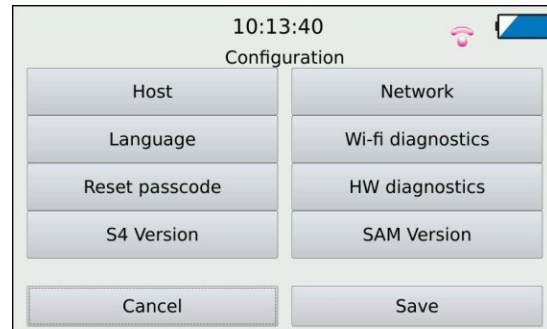 10:13:40
Configuration
Host
Network
Language
Wi-fi diagnostics
Reset passcode
HW diagnostics
S4 Version
SAM Version
Cancel
Save